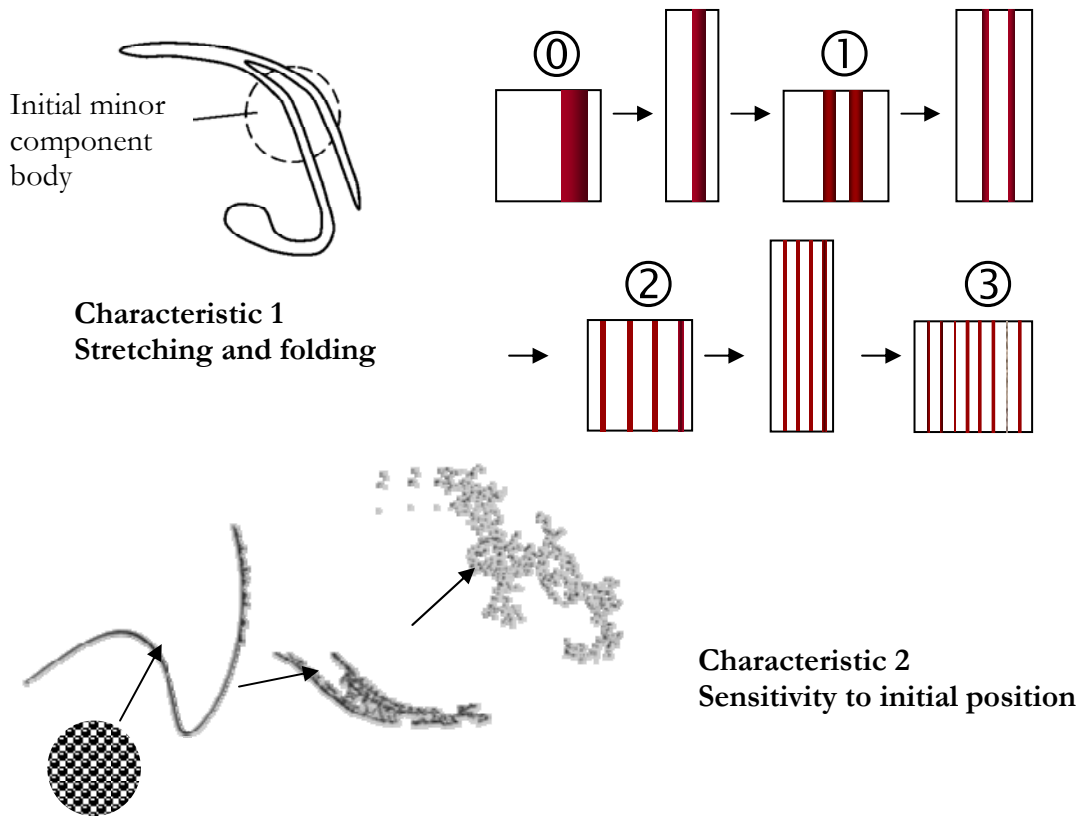 Initial minor
component
body
⓪
①
Characteristic 1
Stretching and folding
②
③
Characteristic 2
Sensitivity to initial position